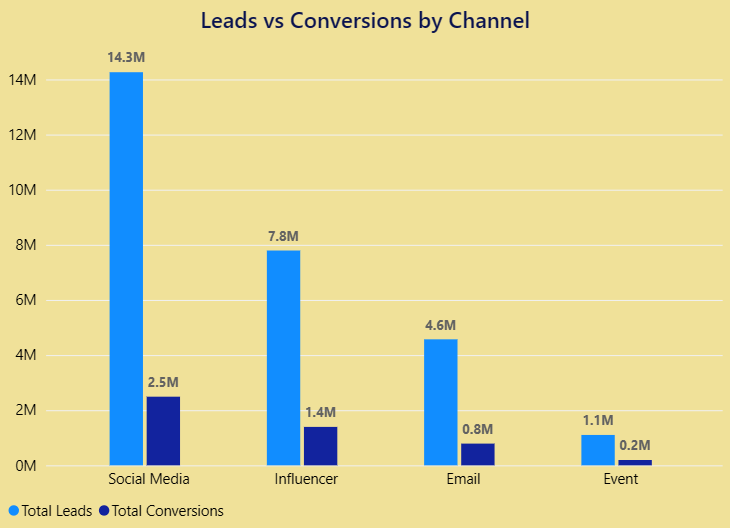 Leads vs Conversions by Channel
14.3M
14M
12M
10M
8M
7.8M
6M
4.6M
4M
2.5M
2M
1.4M
0.8M
1.1M
0.2M
0M
Social Media Influencer Email Event
Total Leads Total Conversions